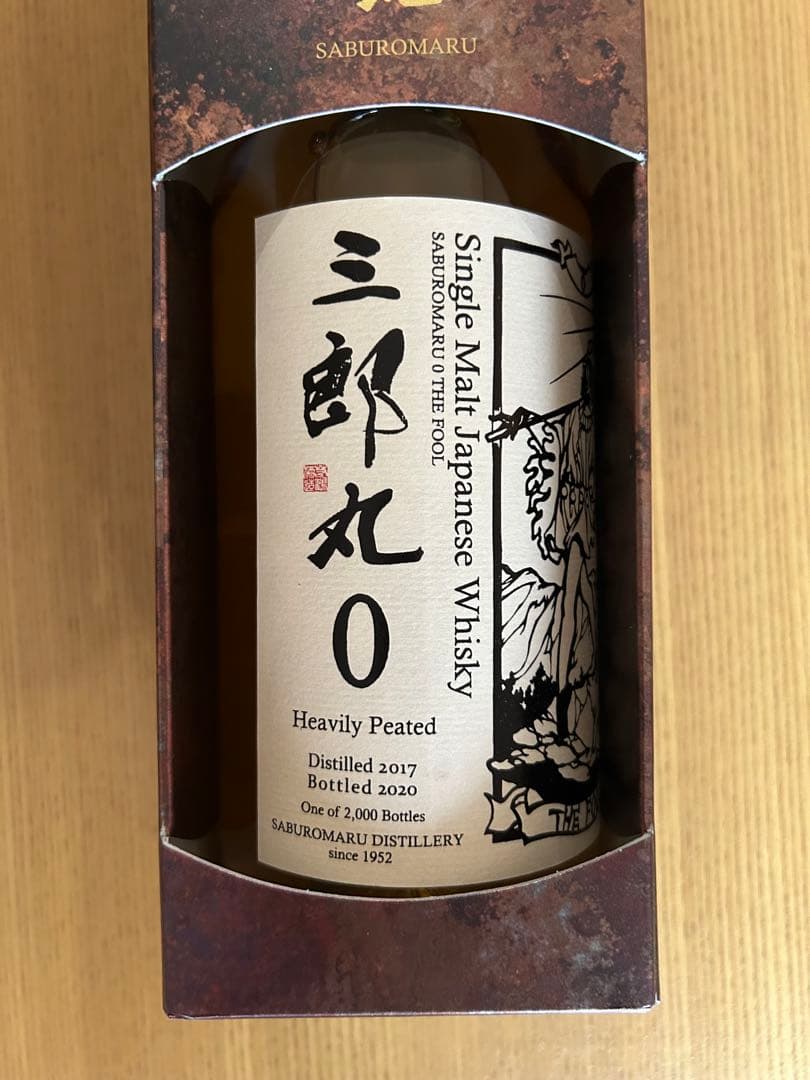 SABUROMARU
三郎丸0
Single Malt Japanese Whisky
SABUROMARU 0 THE FOOL
Heavily Peated
Distilled 2017
Bottled 2020
One of 2,000 Bottles
SABUROMARU DISTILLERY
since 1952
THE